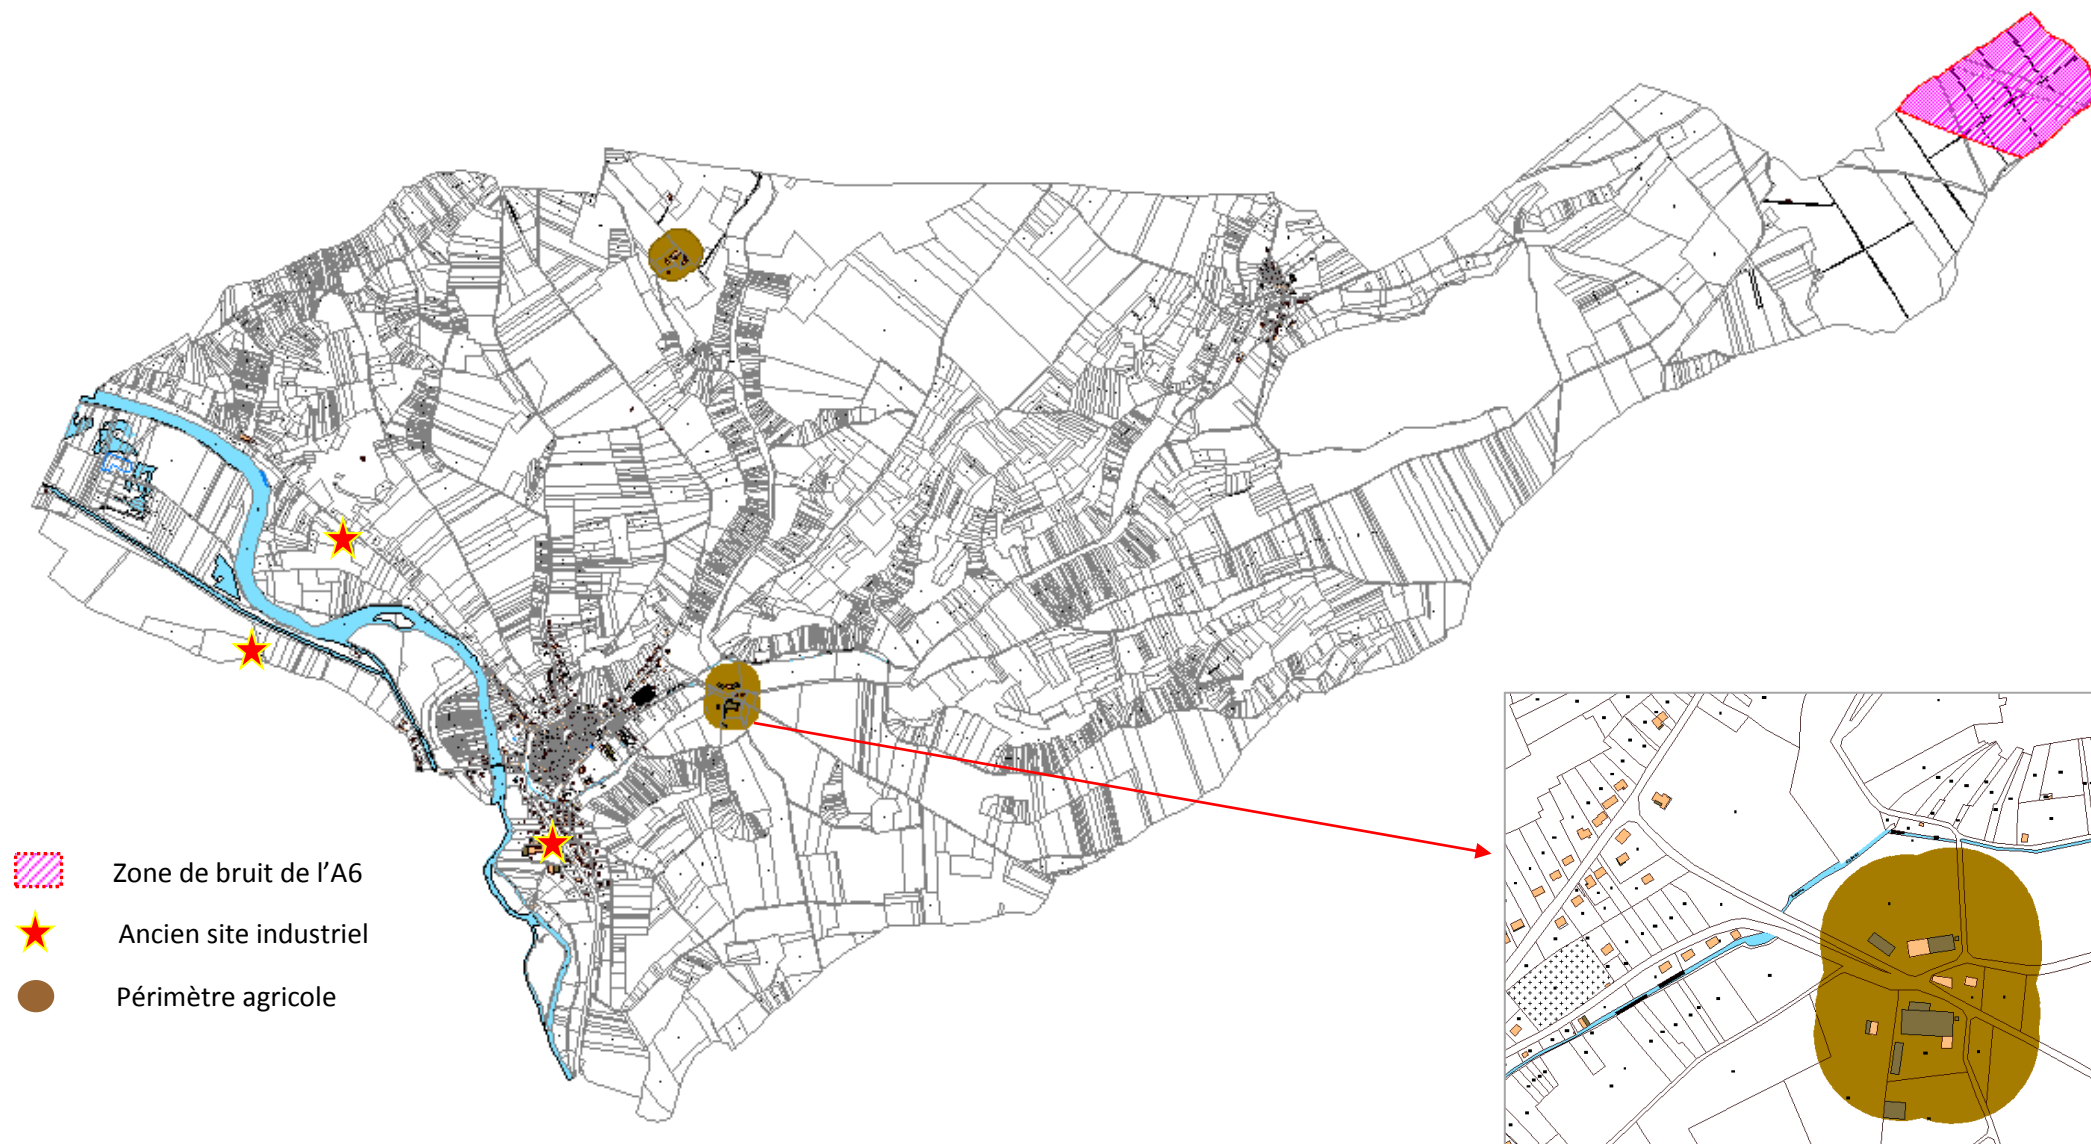 Zone de bruit de l’A6
Ancien site industriel
Périmètre agricole